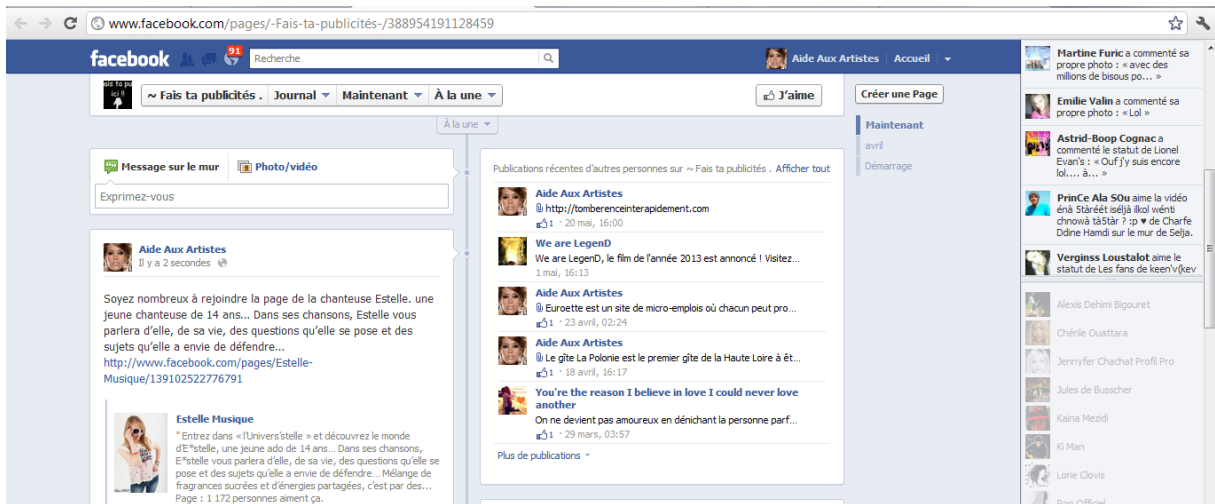 www.facebook.com/pages/-Fais-ta-publicités-/388954191128459
facebook
91
Recherche
Aide Aux Artistes
Accueil
~ Fais ta publicités .
Journal
Maintenant
À la une
J'aime
Créer une Page
À la une
Maintenant
avril
Démarrage
Message sur le mur
Photo/vidéo
Exprimez-vous
Aide Aux Artistes
Il y a 2 secondes
Soyez nombreux à rejoindre la page de la chanteuse Estelle. une
jeune chanteuse de 14 ans... Dans ses chansons, Estelle vous
parlera d'elle, de sa vie, des questions qu'elle se pose et des
sujets qu'elle a envie de défendre...
http://www.facebook.com/pages/Estelle-
Musique/139102522776791
Estelle Musique
"Entrez dans « l'Univers'stelle » et découvrez le monde
d'E*stelle, une jeune ado de 14 ans... Dans ses chansons,
E*stelle vous parlera d'elle, de sa vie, des questions qu'elle se
pose et des sujets qu'elle a envie de défendre... Mélange de
fragrances sucrées et d'énergies partagées, c'est par des...
Page : 1 172 personnes aiment ça.
Publications récentes d'autres personnes sur ~ Fais ta publicités . Afficher tout
Aide Aux Artistes
http://tomberenceinterapidement.com
1 · 20 mai, 16:00
We are LegenD
We are LegenD, le film de l'année 2013 est annoncé ! Visitez...
1 mai, 16:13
Aide Aux Artistes
Euroette est un site de micro-emplois où chacun peut pro...
1 · 23 avril, 02:24
Aide Aux Artistes
Le gîte La Polonie est le premier gîte de la Haute Loire à êt...
1 · 18 avril, 16:17
You're the reason I believe in love I could never love
another
On ne devient pas amoureux en dénichant la personne parf...
1 · 29 mars, 03:57
Plus de publications
Martine Furic a commenté sa
propre photo : « avec des
millions de bisous po... »
Emilie Valin a commenté sa
propre photo : «Lol »
Astrid-Boop Cognac a
commenté le statut de Lionel
Evan's : « Ouf j'y suis encore
lol.... à... »
PrinCe Ala SOu aime la vidéo
énà 5tàréét iséljà ilkol wénti
chnowà tà5tàr ? :p ♥ de Charfe
Ddine Hamdi sur le mur de Selja.
Verginss Loustalot aime le
statut de Les fans de keen'v(kev
Alexis Dehimi Bigouret
Chérile Ouattara
Jennyfer Chachat Profil Pro
Jules de Busscher
Kaina Mezidi
Ki Man
Lorie Clovis